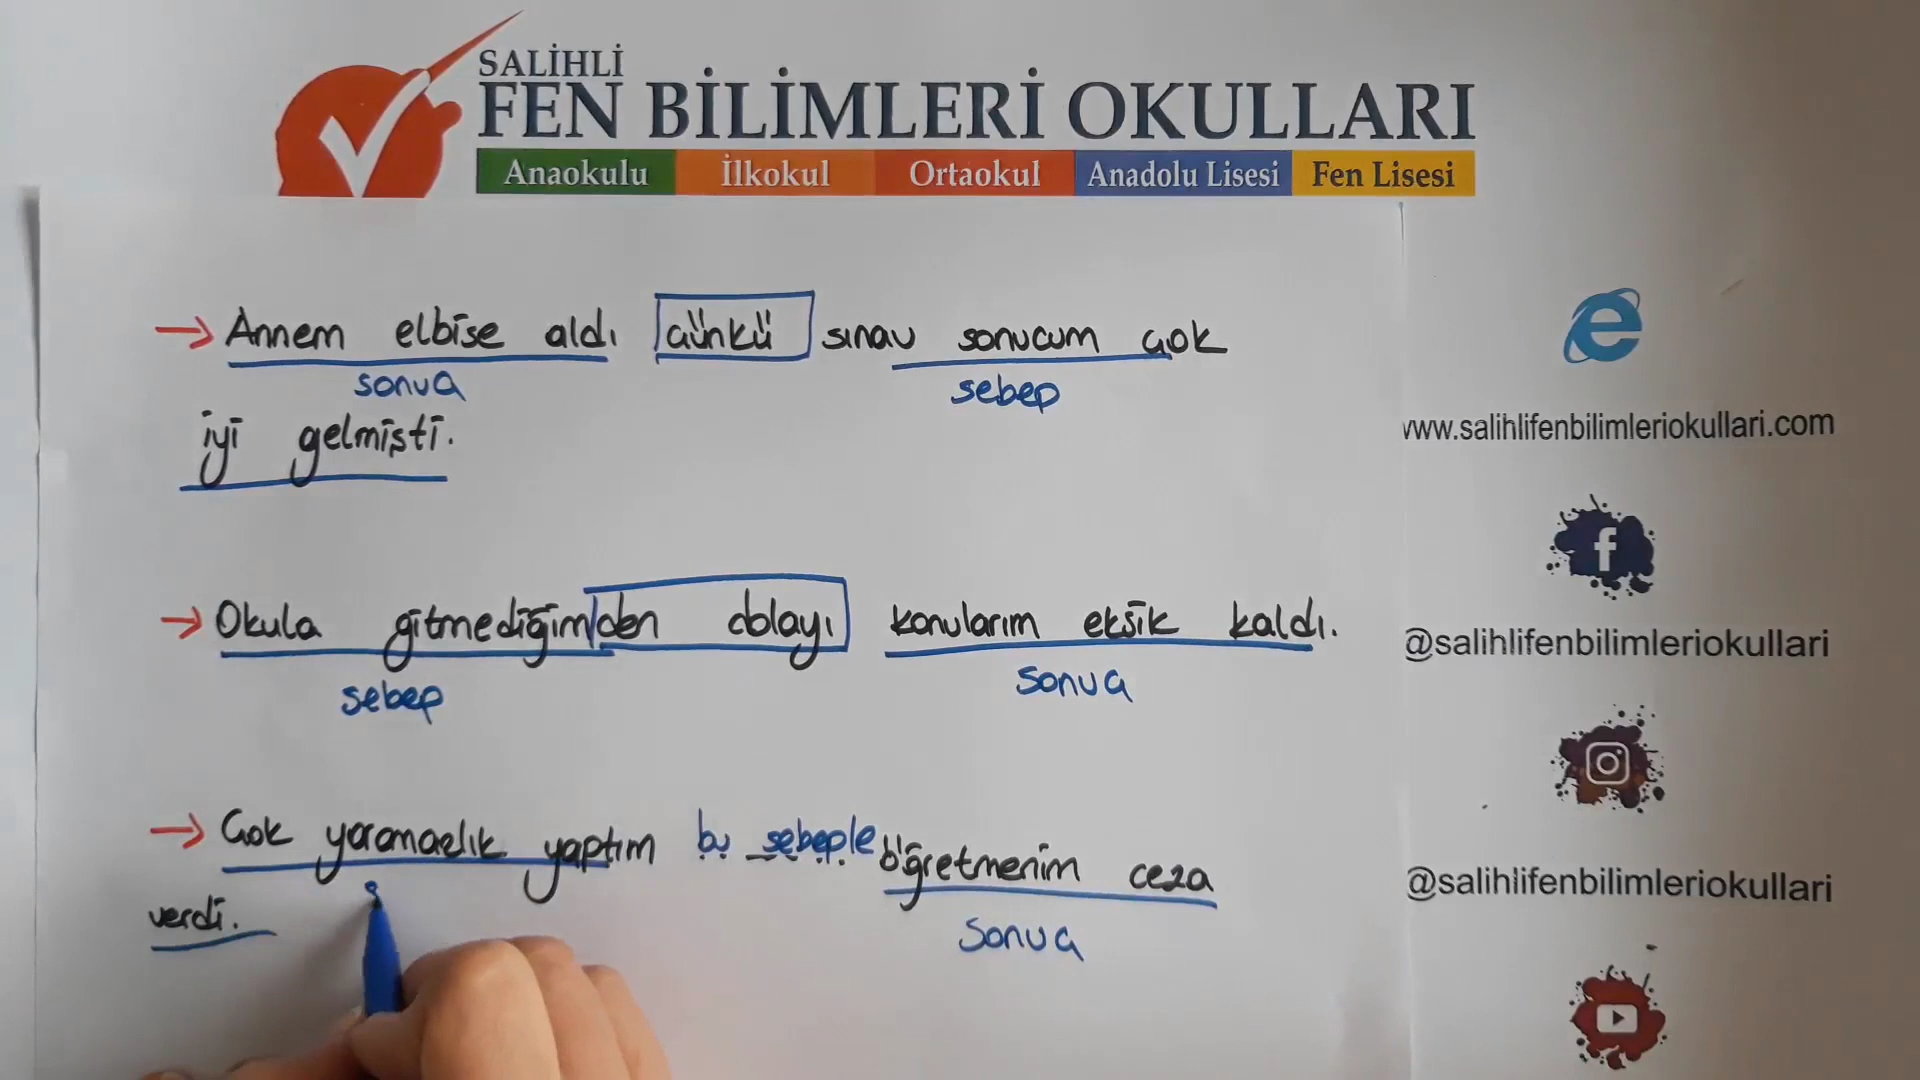 SALİHLİ
FEN BİLİMLERİ OKULLARI
Anaokulu İlkokul Ortaokul Anadolu Lisesi Fen Lisesi
→ Annem elbise aldı çünkü sınav sonucum çok
sonuç sebep
iyi gelmişti.
→ Okula gitmediğimden dolayı konularım eksik kaldı.
sebep sonuç
→ Çok yaramazlık yaptım bu sebeple öğretmenim ceza
verdi.
sonuç
www.salihlifenbilimleriokullari.com
@salihlifenbilimleriokullari
@salihlifenbilimleriokullari